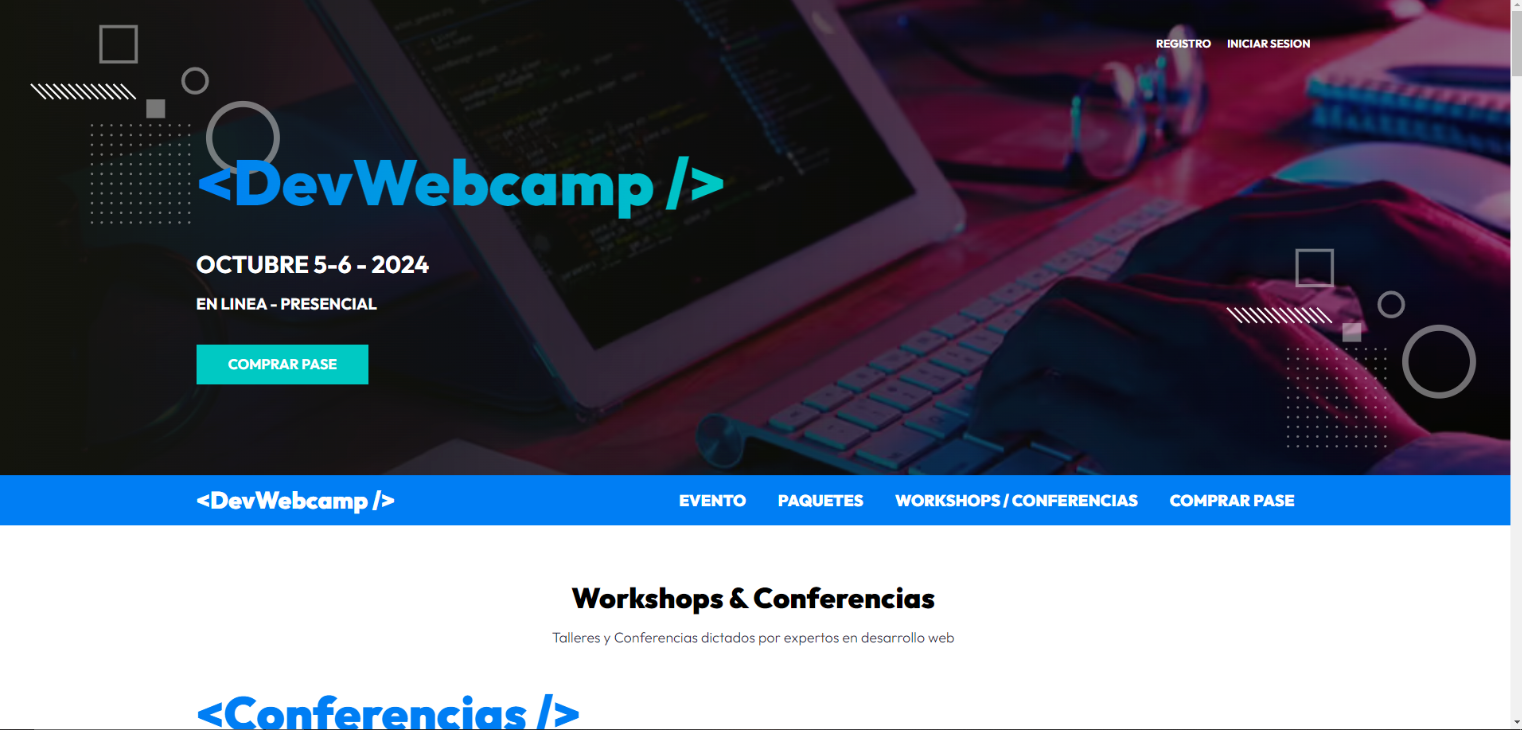 REGISTRO INICIAR SESION
<DevWebcamp />
OCTUBRE 5-6 - 2024
EN LINEA - PRESENCIAL
COMPRAR PASE
<DevWebcamp /> EVENTO PAQUETES WORKSHOPS / CONFERENCIAS COMPRAR PASE
Workshops & Conferencias
Talleres y Conferencias dictados por expertos en desarrollo web
<Conferencias />